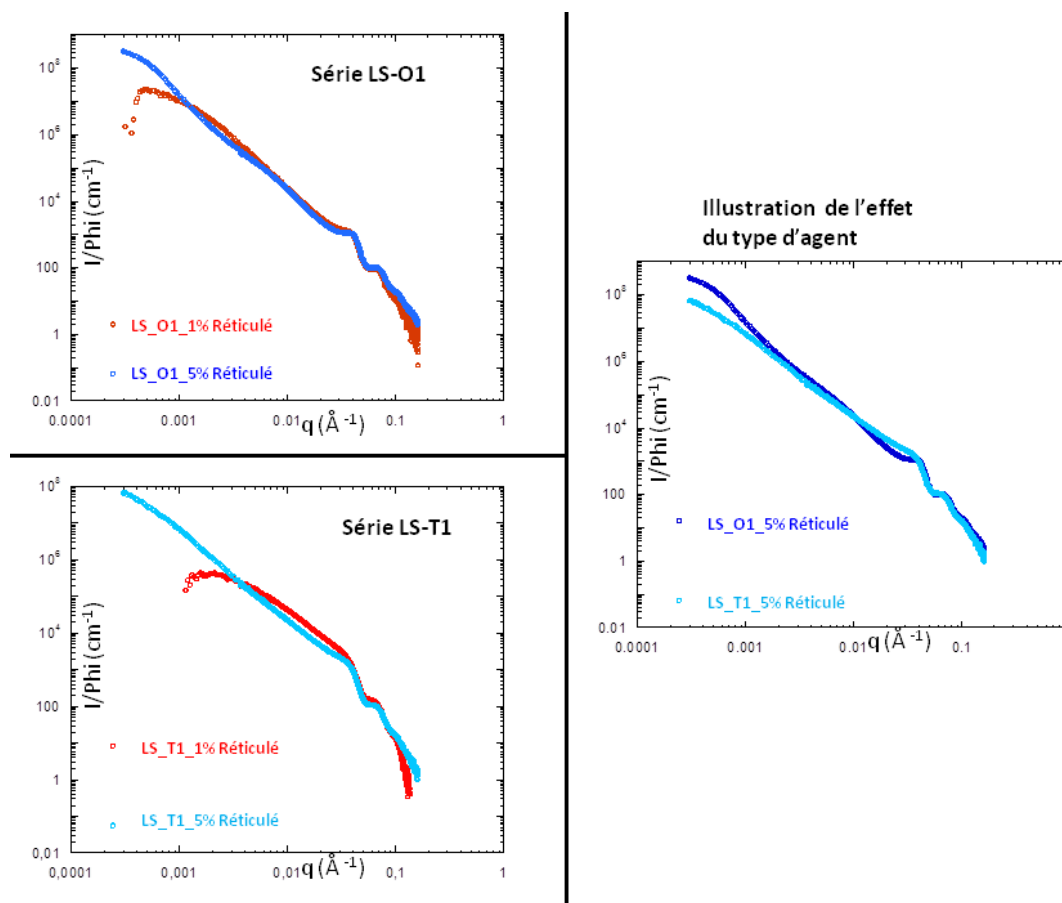 Série LS-O1
10⁸
10⁶
10⁴
100
1
0.01
I/Phi (cm⁻¹)
LS_O1_1% Réticulé
LS_O1_5% Réticulé
0.0001
0.001
0.01
0.1
1
q (Å⁻¹)
Série LS-T1
10⁸
10⁶
10⁴
100
1
0,01
I/Phi (cm⁻¹)
LS_T1_1% Réticulé
LS_T1_5% Réticulé
0,0001
0,001
0,01
0,1
1
q (Å⁻¹)
Illustration de l'effet
du type d'agent
10⁸
10⁶
10⁴
100
1
0.01
I/Phi (cm⁻¹)
LS_O1_5% Réticulé
LS_T1_5% Réticulé
0.0001
0.001
0.01
0.1
q (Å⁻¹)